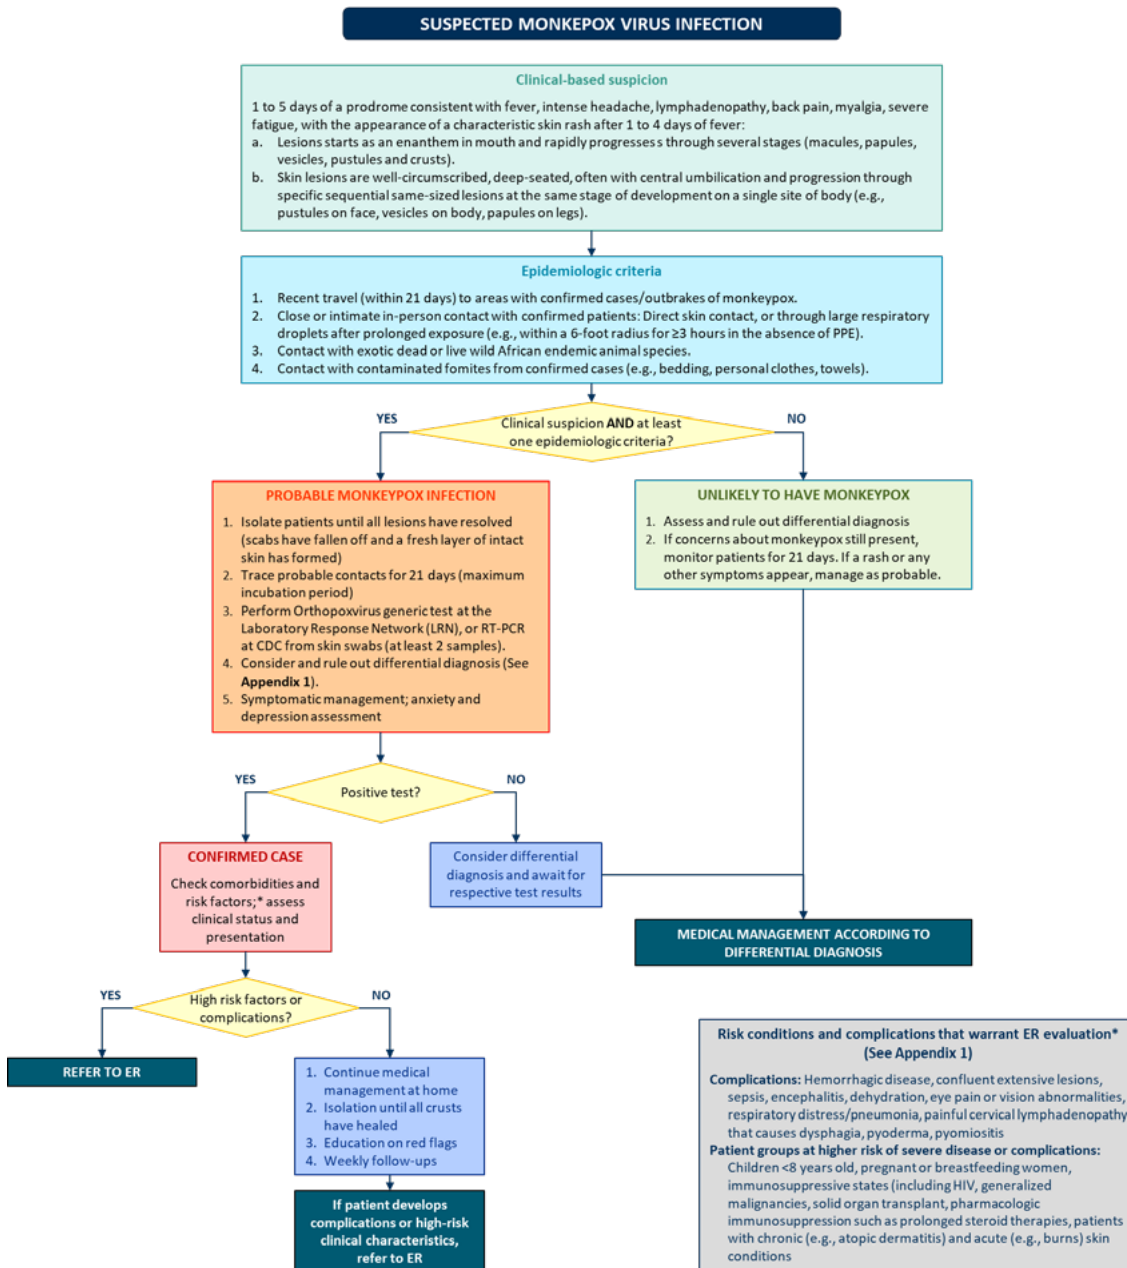 SUSPECTED MONKEPOX VIRUS INFECTION
Clinical-based suspicion
1 to 5 days of a prodrome consistent with fever, intense headache, lymphadenopathy, back pain, myalgia, severe
fatigue, with the appearance of a characteristic skin rash after 1 to 4 days of fever:
a. Lesions starts as an enanthem in mouth and rapidly progresses through several stages (macules, papules,
vesicles, pustules and crusts).
b. Skin lesions are well-circumscribed, deep-seated, often with central umbilication and progression through
specific sequential same-sized lesions at the same stage of development on a single site of body (e.g.,
pustules on face, vesicles on body, papules on legs).
Epidemiologic criteria
1. Recent travel (within 21 days) to areas with confirmed cases/outbrakes of monkeypox.
2. Close or intimate in-person contact with confirmed patients: Direct skin contact, or through large respiratory
droplets after prolonged exposure (e.g., within a 6-foot radius for ≥3 hours in the absence of PPE).
3. Contact with exotic dead or live wild African endemic animal species.
4. Contact with contaminated fomites from confirmed cases (e.g., bedding, personal clothes, towels).
YES
NO
Clinical suspicion AND at least
one epidemiologic criteria?
PROBABLE MONKEYPOX INFECTION
1. Isolate patients until all lesions have resolved
(scabs have fallen off and a fresh layer of intact
skin has formed)
2. Trace probable contacts for 21 days (maximum
incubation period)
3. Perform Orthopoxvirus generic test at the
Laboratory Response Network (LRN), or RT-PCR
at CDC from skin swabs (at least 2 samples).
4. Consider and rule out differential diagnosis (See
Appendix 1).
5. Symptomatic management; anxiety and
depression assessment
UNLIKELY TO HAVE MONKEYPOX
1. Assess and rule out differential diagnosis
2. If concerns about monkeypox still present,
monitor patients for 21 days. If a rash or any
other symptoms appear, manage as probable.
YES
NO
Positive test?
CONFIRMED CASE
Check comorbidities and
risk factors;* assess
clinical status and
presentation
Consider differential
diagnosis and await for
respective test results
MEDICAL MANAGEMENT ACCORDING TO
DIFFERENTIAL DIAGNOSIS
YES
NO
High risk factors or
complications?
REFER TO ER
1. Continue medical
management at home
2. Isolation until all crusts
have healed
3. Education on red flags
4. Weekly follow-ups
If patient develops
complications or high-risk
clinical characteristics,
refer to ER
Risk conditions and complications that warrant ER evaluation*
(See Appendix 1)
Complications: Hemorrhagic disease, confluent extensive lesions,
sepsis, encephalitis, dehydration, eye pain or vision abnormalities,
respiratory distress/pneumonia, painful cervical lymphadenopathy
that causes dysphagia, pyoderma, pyomiositis
Patient groups at higher risk of severe disease or complications:
Children <8 years old, pregnant or breastfeeding women,
immunosuppressive states (including HIV, generalized
malignancies, solid organ transplant, pharmacologic
immunosuppression such as prolonged steroid therapies, patients
with chronic (e.g., atopic dermatitis) and acute (e.g., burns) skin
conditions